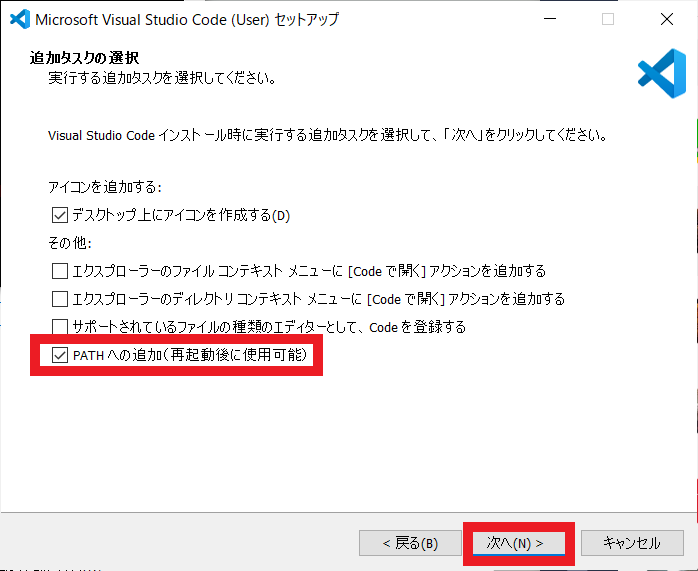 Microsoft Visual Studio Code (User) セットアップ
追加タスクの選択
実行する追加タスクを選択してください。
Visual Studio Code インストール時に実行する追加タスクを選択して、「次へ」をクリックしてください。
アイコンを追加する:
デスクトップ上にアイコンを作成する(D)
その他:
エクスプローラーのファイル コンテキスト メニューに [Code で開く] アクションを追加する
エクスプローラーのディレクトリ コンテキスト メニューに [Code で開く] アクションを追加する
サポートされているファイルの種類のエディターとして、Code を登録する
PATH への追加(再起動後に使用可能)
< 戻る(B)
次へ(N) >
キャンセル